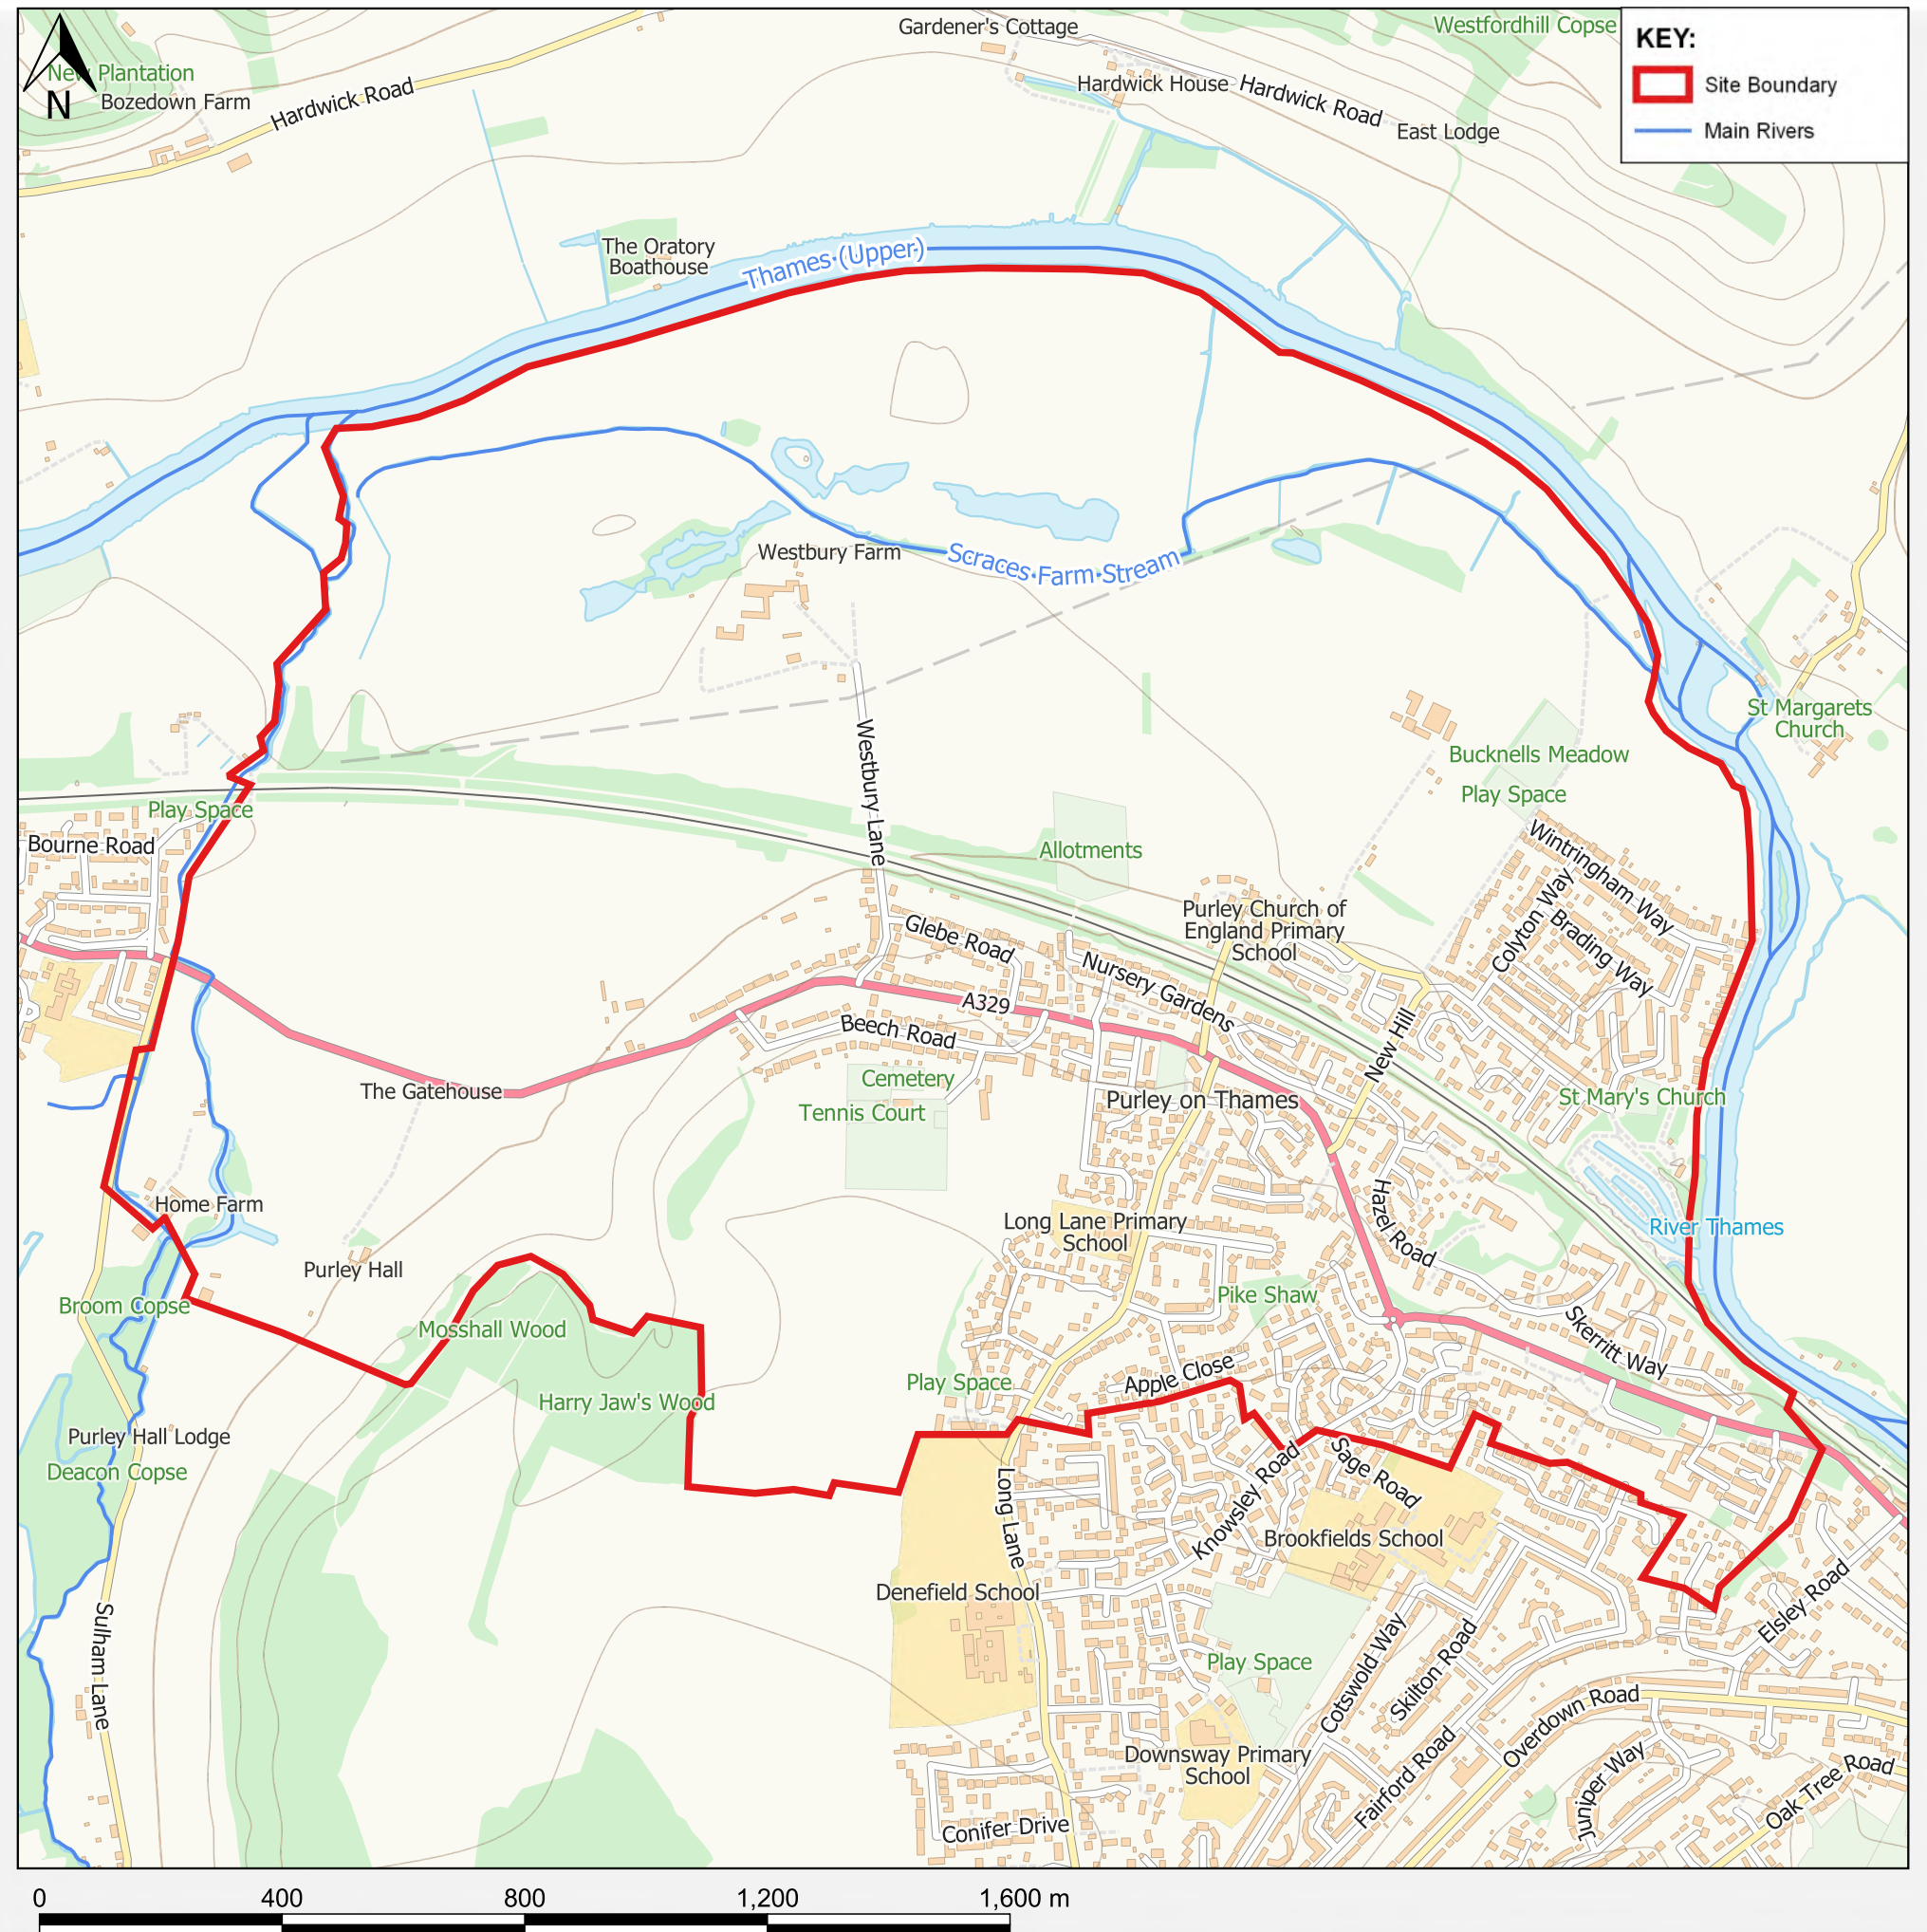 Gardener's Cottage
Westfordhill Copse
KEY:
Site Boundary
Main Rivers
New Plantation
Bozedown Farm
N
Hardwick Road
Hardwick House
Hardwick Road
East Lodge
The Oratory
Boathouse
Thames (Upper)
Westbury Farm
Scraces Farm Stream
St Margarets
Church
Westbury Lane
Bucknells Meadow
Play Space
Play Space
Bourne Road
Allotments
Wintringham Way
Colyton Way
Brading Way
Purley Church of
England Primary
School
Glebe Road
Nursery Gardens
A329
Beech Road
New Hill
The Gatehouse
Cemetery
Tennis Court
Purley on Thames
St Mary's Church
Home Farm
Long Lane Primary
School
Hazel Road
River Thames
Purley Hall
Broom Copse
Mosshall Wood
Pike Shaw
Skerritt Way
Harry Jaw's Wood
Play Space
Apple Close
Purley Hall Lodge
Deacon Copse
Long Lane
Knowsley Road
Sage Road
Brookfields School
Denefield School
Elsley Road
Sulham Lane
Play Space
Cotswold Way
Skilton Road
Overdown Road
Downsway Primary
School
Fairford Road
Juniper Way
Oak Tree Road
Conifer Drive
0 400 800 1,200 1,600 m